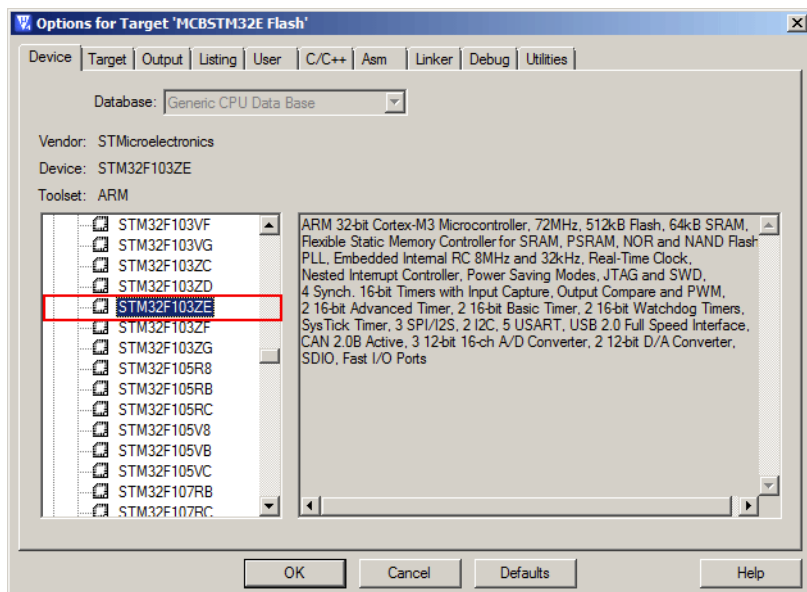 Options for Target 'MCBSTM32E Flash'
Device Target Output Listing User C/C++ Asm Linker Debug Utilities
Database: Generic CPU Data Base
Vendor: STMicroelectronics
Device: STM32F103ZE
Toolset: ARM
STM32F103VF
STM32F103VG
STM32F103ZC
STM32F103ZD
STM32F103ZE
STM32F103ZF
STM32F103ZG
STM32F105R8
STM32F105RB
STM32F105RC
STM32F105V8
STM32F105VB
STM32F105VC
STM32F107RB
STM32F107RC
ARM 32-bit Cortex-M3 Microcontroller, 72MHz, 512kB Flash, 64kB SRAM,
Flexible Static Memory Controller for SRAM, PSRAM, NOR and NAND Flash
PLL, Embedded Internal RC 8MHz and 32kHz, Real-Time Clock,
Nested Interrupt Controller, Power Saving Modes, JTAG and SWD,
4 Synch. 16-bit Timers with Input Capture, Output Compare and PWM,
2 16-bit Advanced Timer, 2 16-bit Basic Timer, 2 16-bit Watchdog Timers,
SysTick Timer, 3 SPI/I2S, 2 I2C, 5 USART, USB 2.0 Full Speed Interface,
CAN 2.0B Active, 3 12-bit 16-ch A/D Converter, 2 12-bit D/A Converter,
SDIO, Fast I/O Ports
OK Cancel Defaults Help